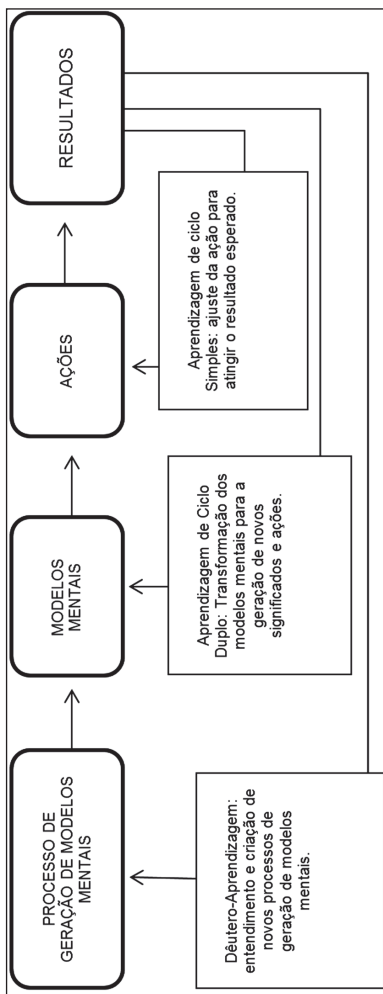 PROCESSO DE
GERAÇÃO DE MODELOS
MENTAIS
MODELOS
MENTAIS
AÇÕES
RESULTADOS
Dêutero-Aprendizagem:
entendimento e criação de
novos processos de
geração de modelos
mentais.
Aprendizagem de Ciclo
Duplo: Transformação dos
modelos mentais para a
geração de novos
significados e ações.
Aprendizagem de ciclo
Simples: ajuste da ação para
atingir o resultado esperado.